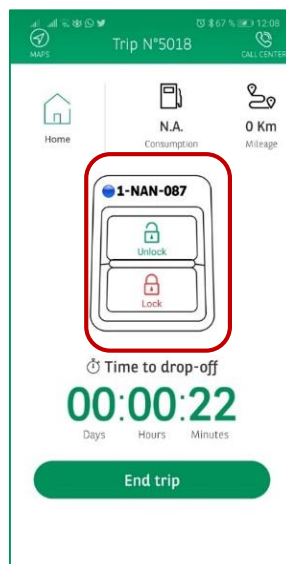 67 % 12:08
MAPS
Trip N°5018
CALL CENTER
Home
N.A.
Consumption
0 Km
Mileage
1-NAN-087
Unlock
Lock
Time to drop-off
00:00:22
Days Hours Minutes
End trip